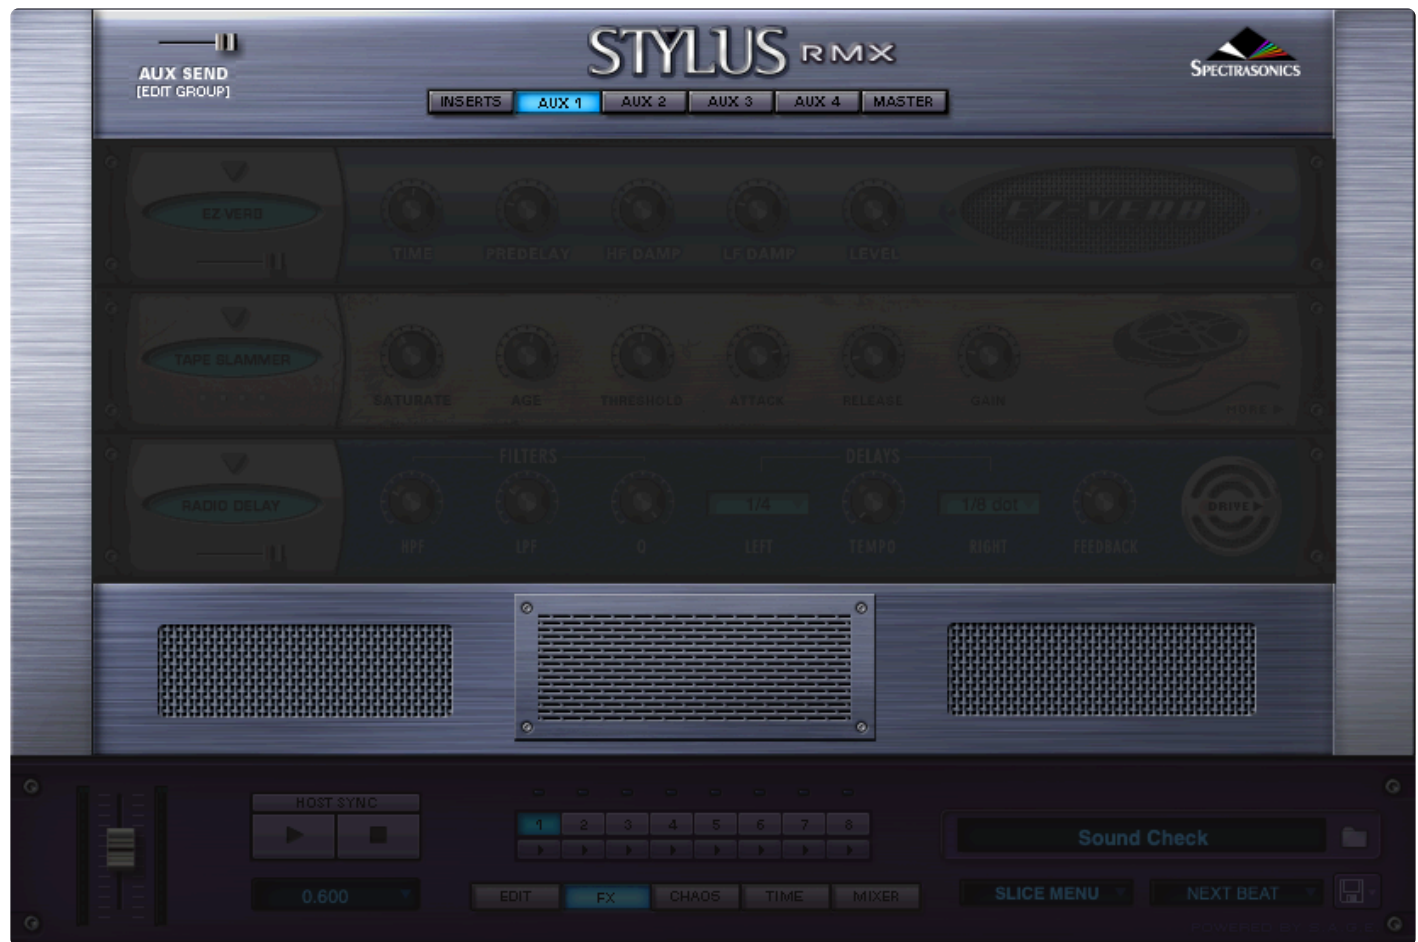 STYLUS RMX
AUX SEND
[EDIT GROUP]
SPECTRASONICS
INSERTS AUX 1 AUX 2 AUX 3 AUX 4 MASTER
EZ VERB
EZ-VERB
TIME PREDELAY HF DAMP LF DAMP LEVEL
TAPE SLAMMER
SATURATE AGE THRESHOLD ATTACK RELEASE GAIN
MORE
FILTERS DELAYS
RADIO DELAY
1/4 1/8 dot
DRIVE
HPF LPF Q LEFT TEMPO RIGHT FEEDBACK
HOST SYNC
1 2 3 4 5 6 7 8
Sound Check
0.600
EDIT FX CHAOS TIME MIXER
SLICE MENU NEXT BEAT
POWERED BY S.A.G.E.